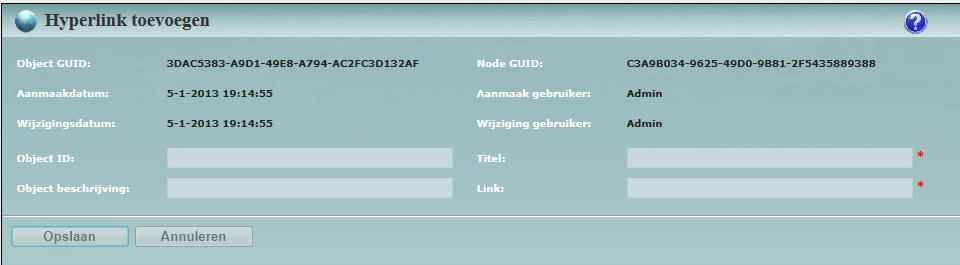 Hyperlink toevoegen ?
Object GUID: 3DAC5383-A9D1-49E8-A794-AC2FC3D132AF Node GUID: C3A9B034-9625-49D0-9B81-2F5435889388
Aanmaakdatum: 5-1-2013 19:14:55 Aanmaak gebruiker: Admin
Wijzigingsdatum: 5-1-2013 19:14:55 Wijziging gebruiker: Admin
Object ID: Titel: *
Object beschrijving: Link: *
Opslaan Annuleren